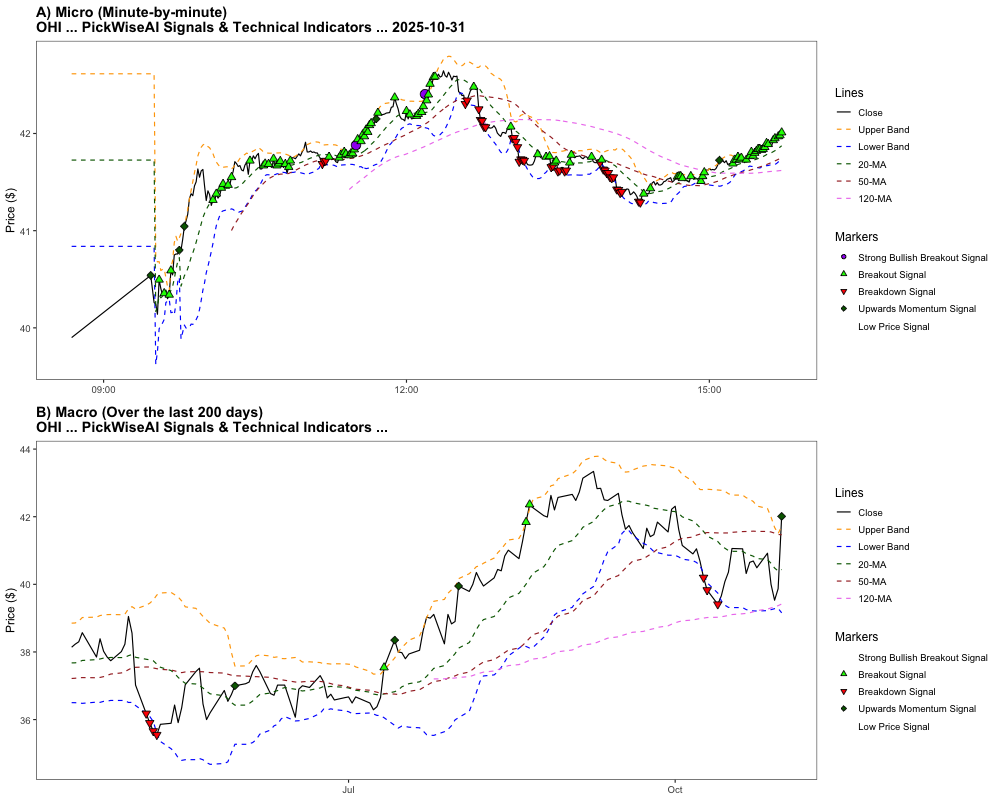 A) Micro (Minute-by-minute)
OHI ... PickWiseAI Signals & Technical Indicators ... 2025-10-31
Price ($)
42
41
40
09:00
12:00
15:00
Lines
Close
Upper Band
Lower Band
20-MA
50-MA
120-MA
Markers
Strong Bullish Breakout Signal
Breakout Signal
Breakdown Signal
Upwards Momentum Signal
Low Price Signal
B) Macro (Over the last 200 days)
OHI ... PickWiseAI Signals & Technical Indicators ...
Price ($)
44
42
40
38
36
Jul
Oct
Lines
Close
Upper Band
Lower Band
20-MA
50-MA
120-MA
Markers
Strong Bullish Breakout Signal
Breakout Signal
Breakdown Signal
Upwards Momentum Signal
Low Price Signal